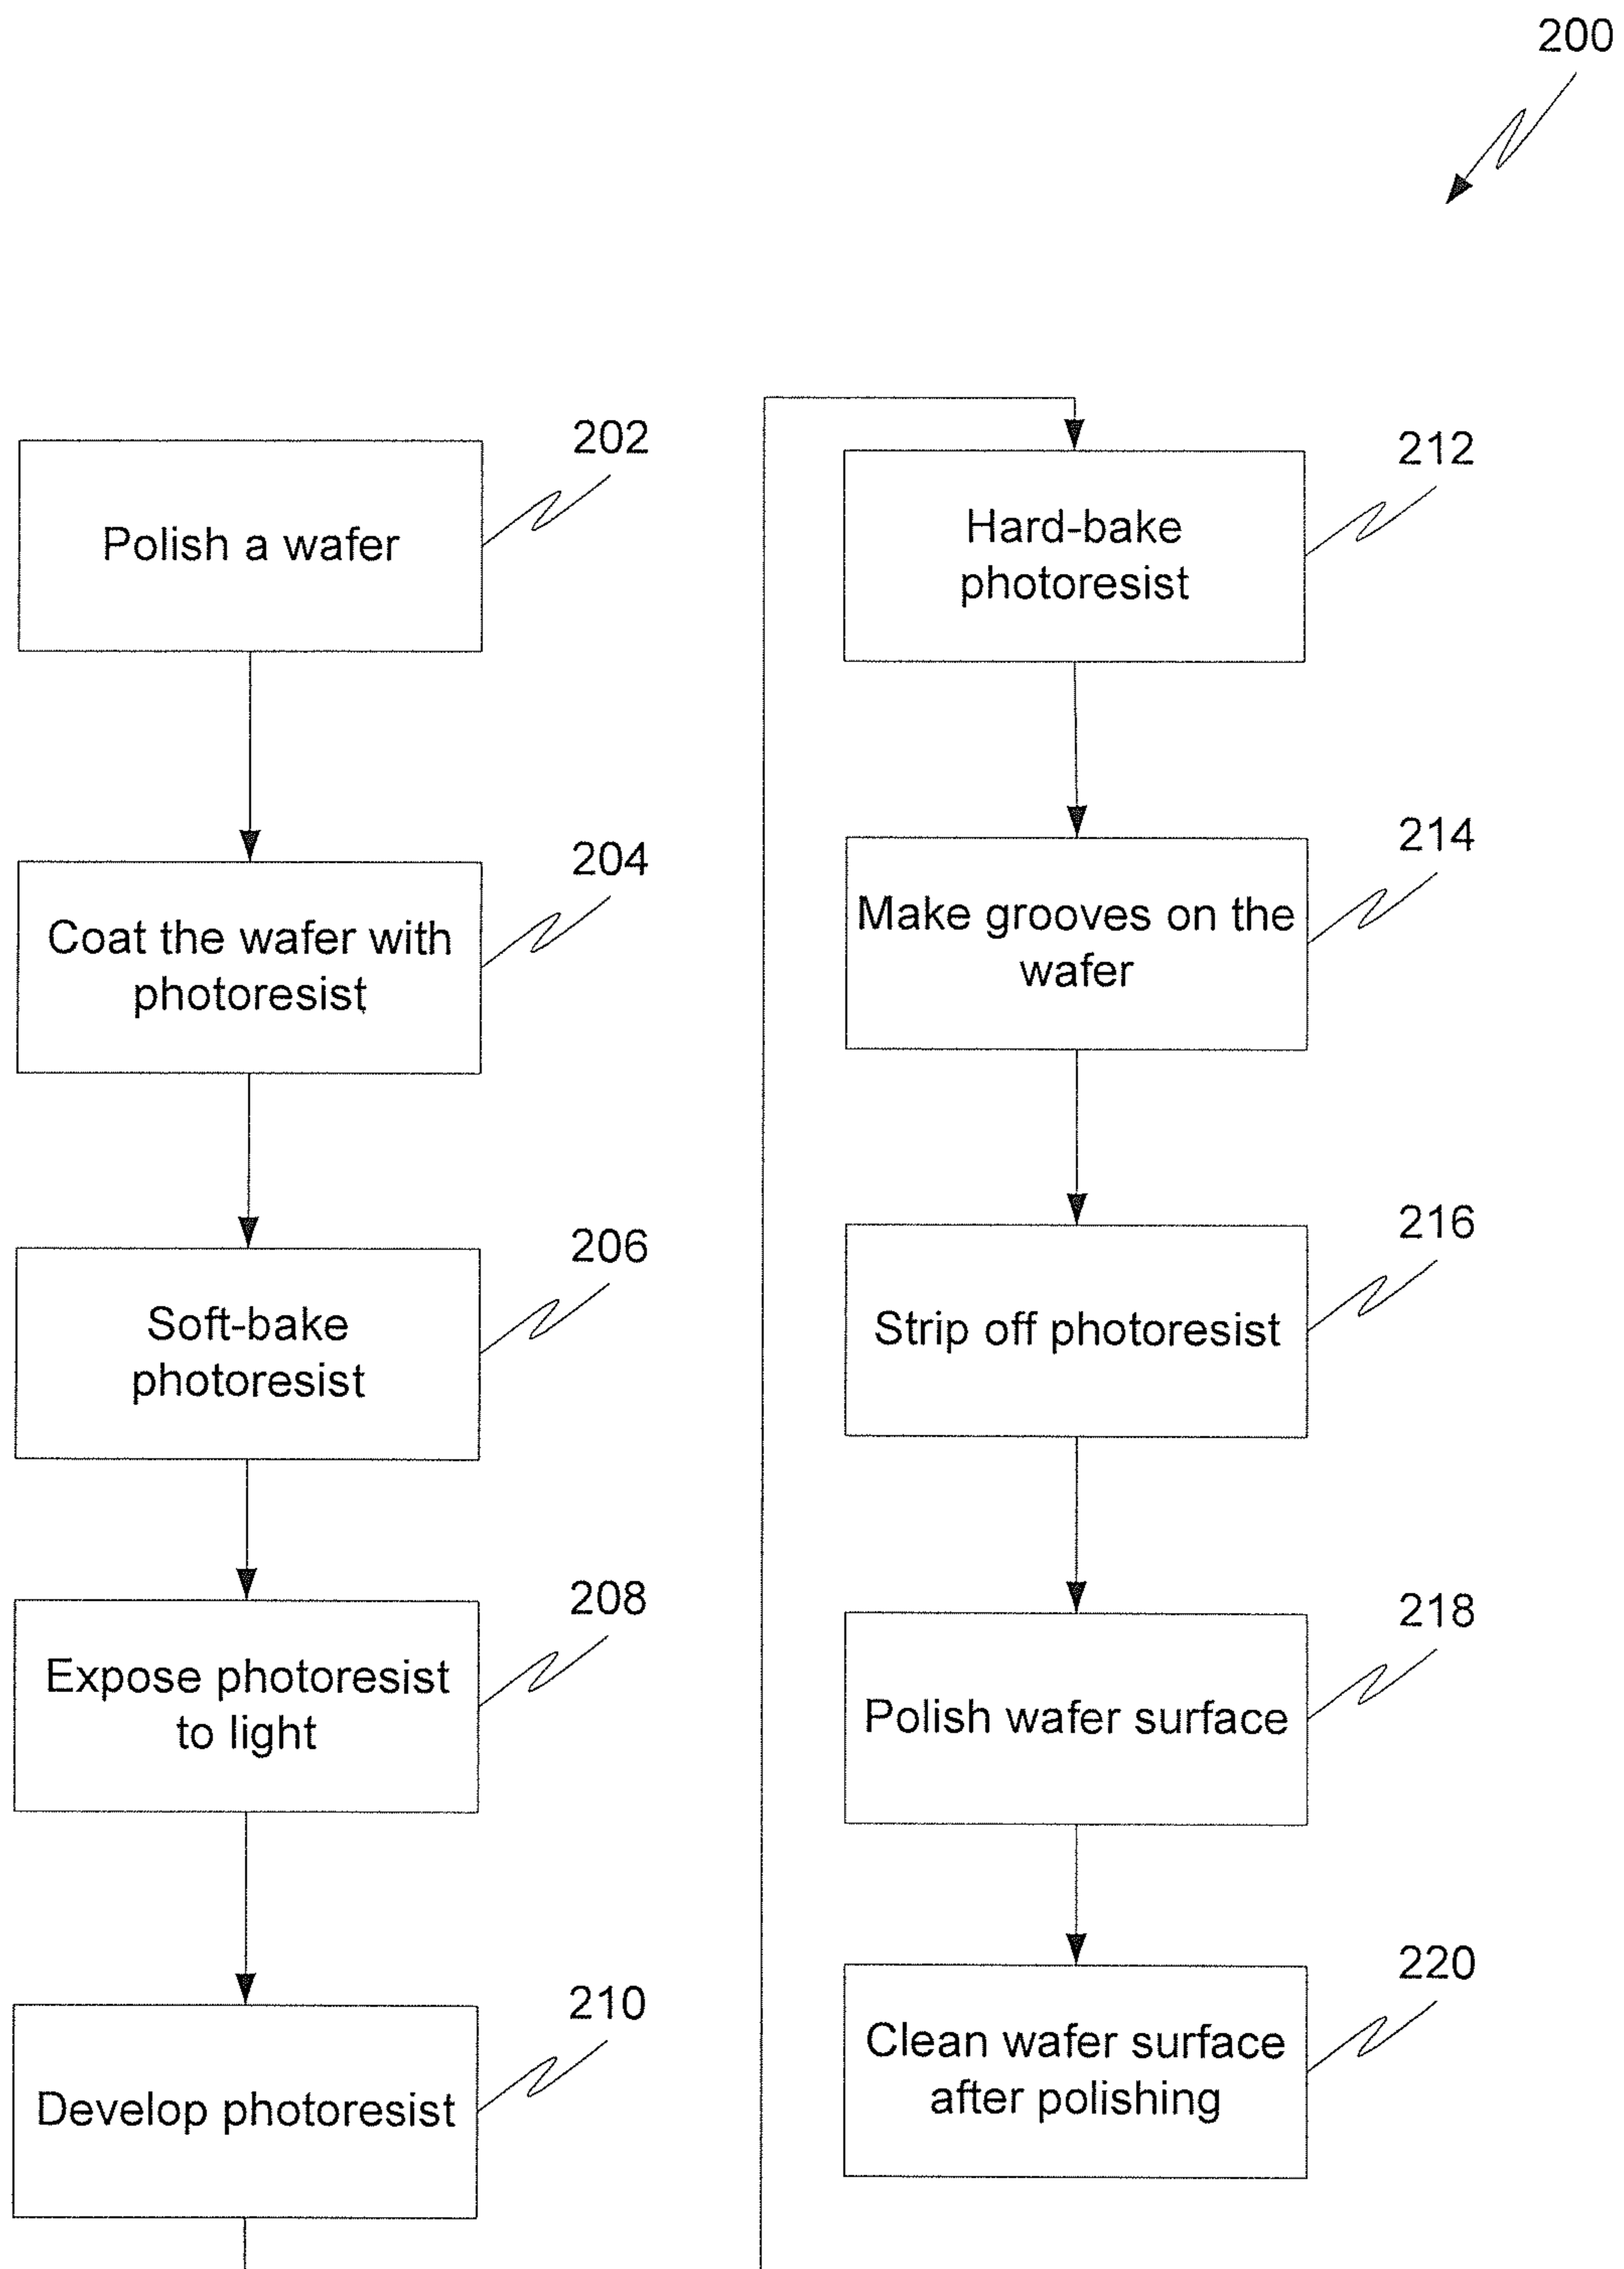 200
202
Polish a wafer
204
Coat the wafer with
photoresist
206
Soft-bake
photoresist
208
Expose photoresist
to light
210
Develop photoresist
212
Hard-bake
photoresist
214
Make grooves on the
wafer
216
Strip off photoresist
218
Polish wafer surface
220
Clean wafer surface
after polishing